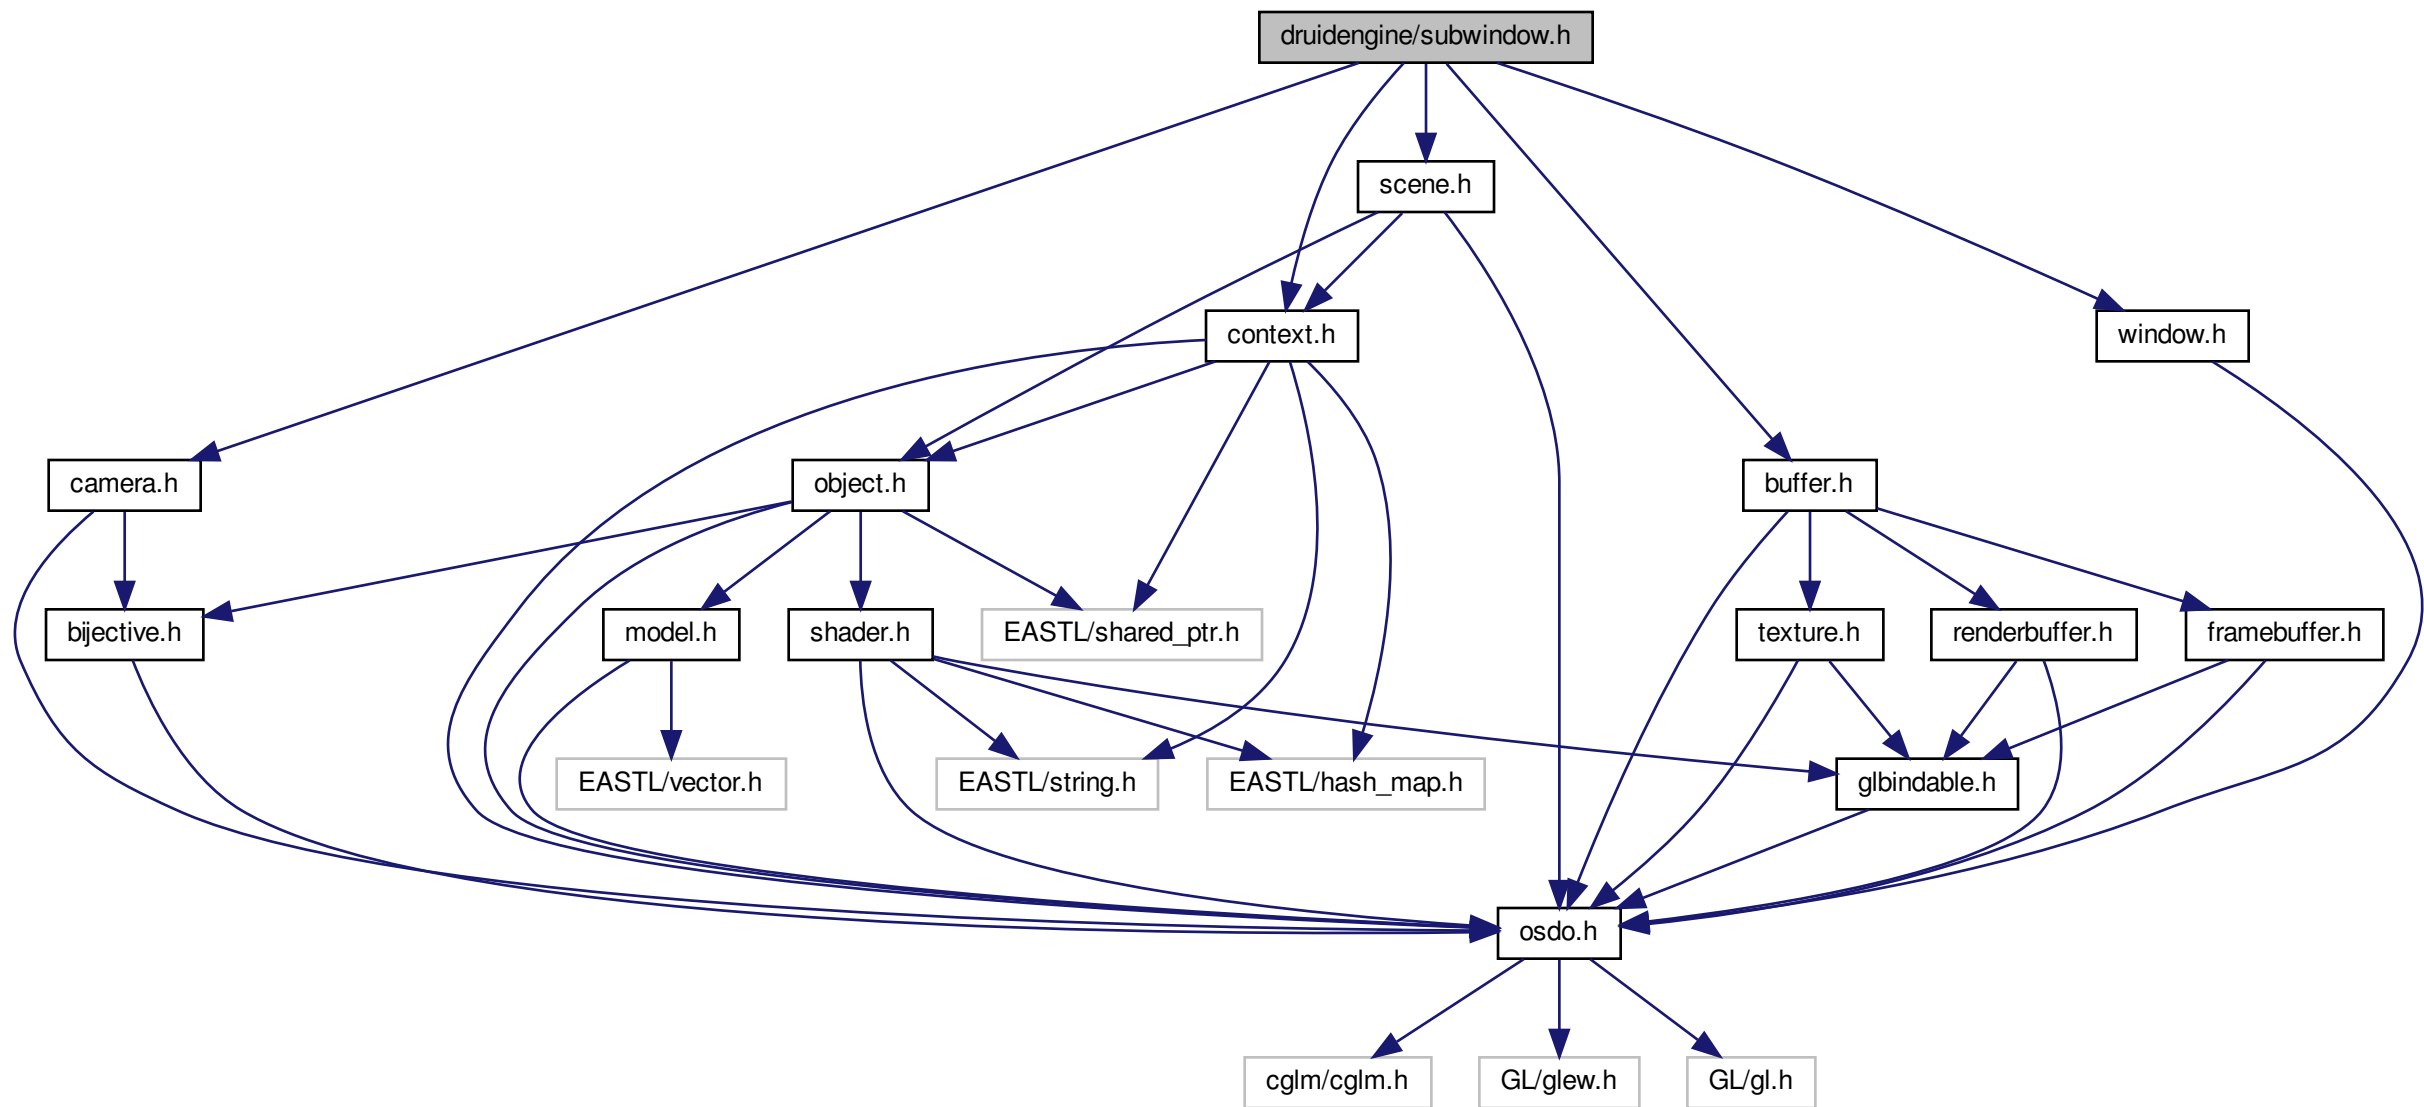 druidengine/subwindow.h
scene.h
context.h
window.h
camera.h
object.h
buffer.h
bijective.h
model.h
shader.h
EASTL/shared_ptr.h
texture.h
renderbuffer.h
framebuffer.h
EASTL/vector.h
EASTL/string.h
EASTL/hash_map.h
glbindable.h
osdo.h
cglm/cglm.h
GL/glew.h
GL/gl.h